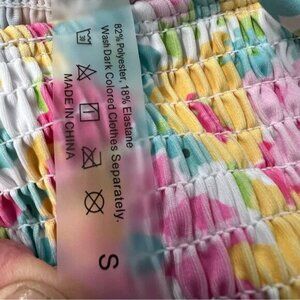 82% Polyester, 18% Elastane
Wash Dark Colored Clothes Separately.
MADE IN CHINA
S